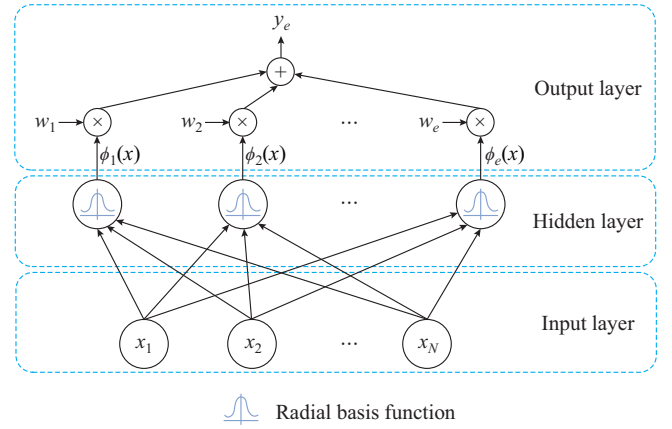 y_e
+
Output layer
w_1 × w_2 × ... w_e ×
ϕ_1(x) ϕ_2(x) ϕ_e(x)
...
Hidden layer
x_1 x_2 ... x_N
Input layer
Radial basis function